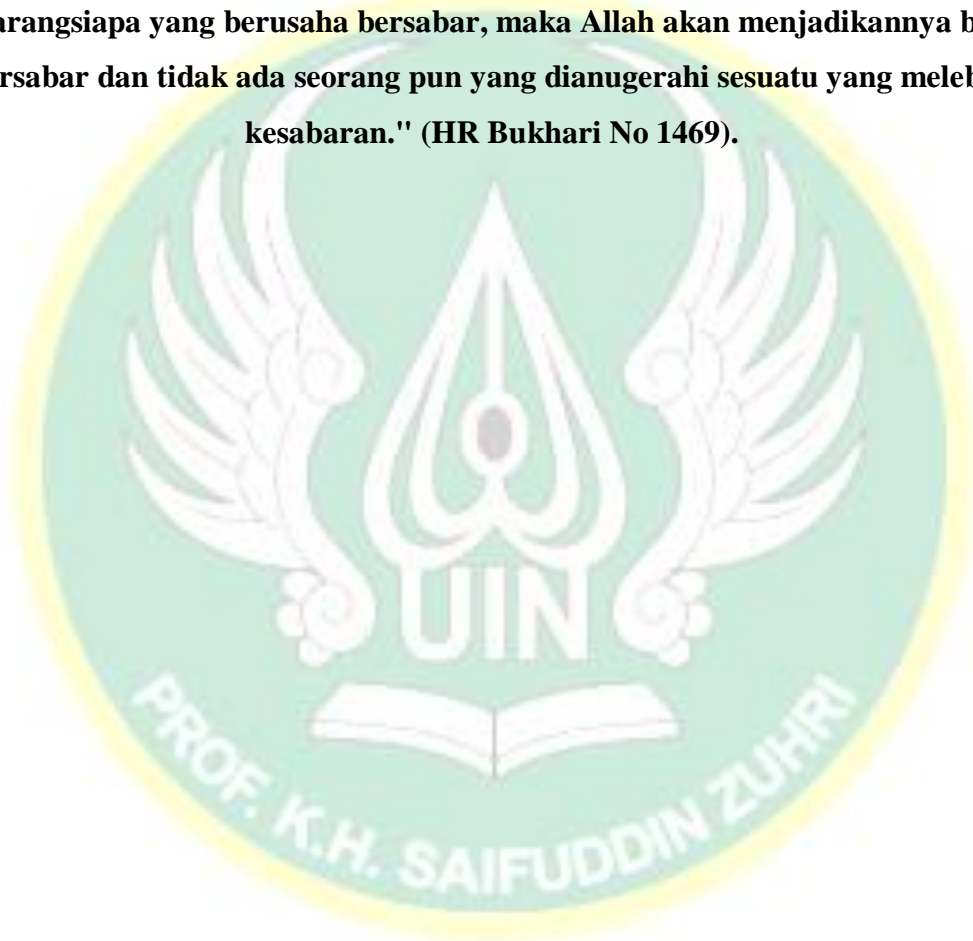 arangsiapa yang berusaha bersabar, maka Allah akan menjadikannya b
rsabar dan tidak ada seorang pun yang dianugerahi sesuatu yang meleb
kesabaran." (HR Bukhari No 1469).
UIN
PROF. K.H. SAIFUDDIN ZUHRI